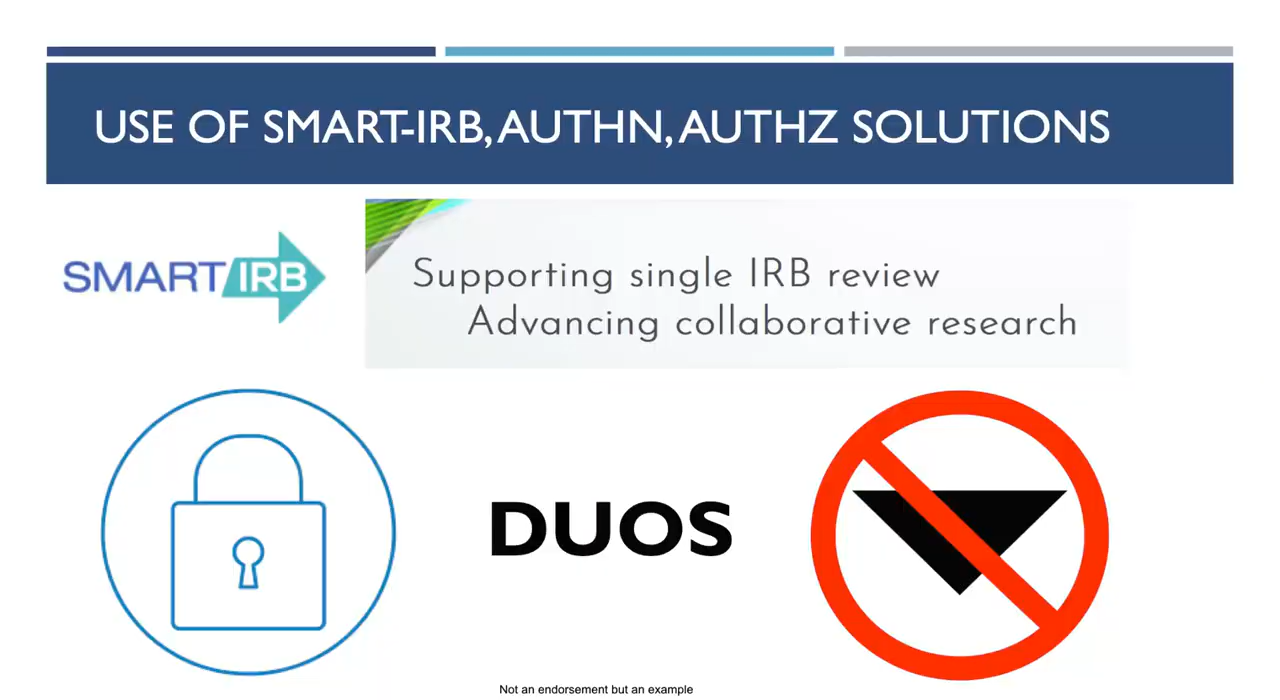 USE OF SMART-IRB, AUTHN, AUTHZ SOLUTIONS
SMART IRB
Supporting single IRB review
Advancing collaborative research
DUOS
Not an endorsement but an example